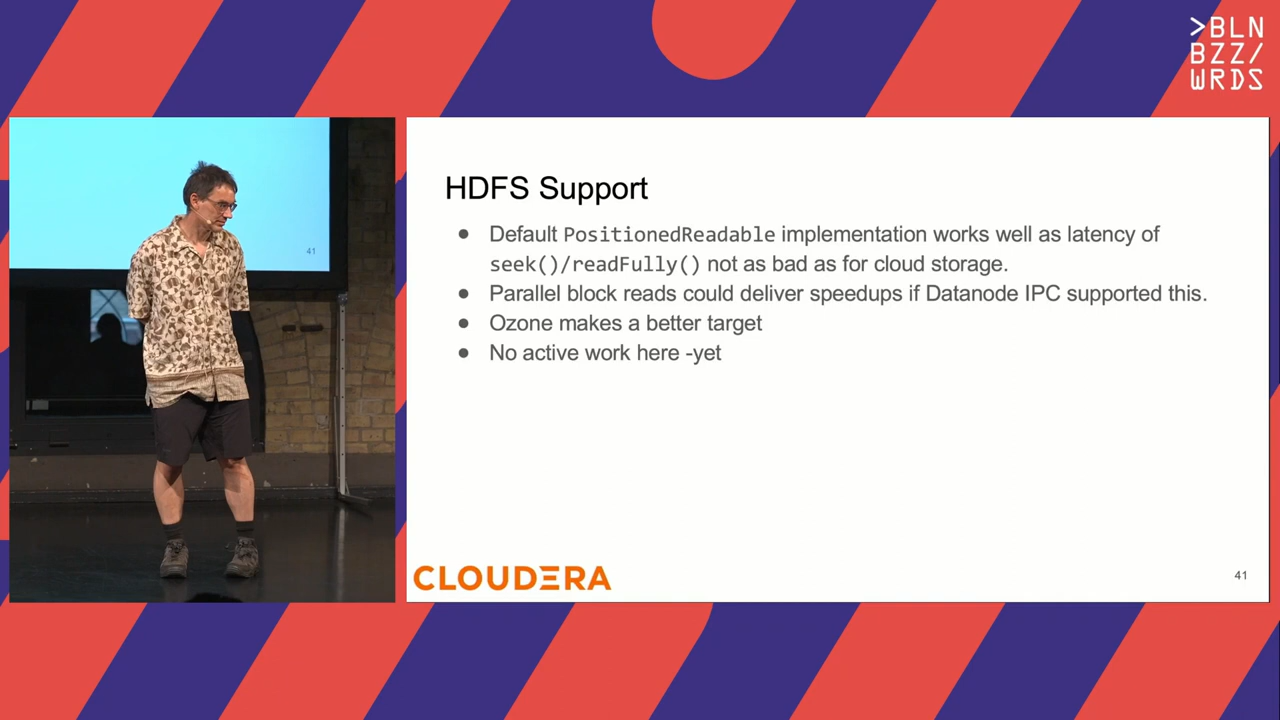 >BLN
BZZ/
WRDS
41
HDFS Support
● Default PositionedReadable implementation works well as latency of
seek()/readFully() not as bad as for cloud storage.
● Parallel block reads could deliver speedups if Datanode IPC supported this.
● Ozone makes a better target
● No active work here -yet
CLOUDERA
41